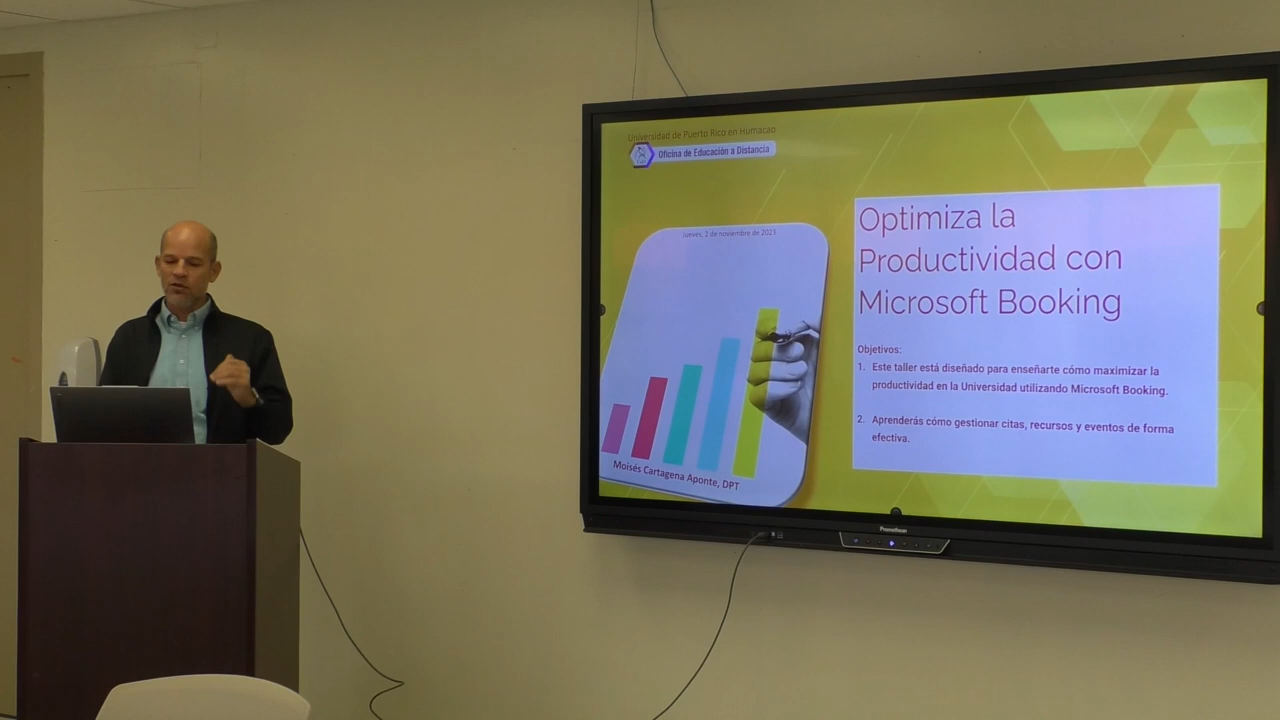 Universidad de Puerto Rico en Humacao
Oficina de Educación a Distancia
Jueves, 2 de noviembre de 2023
Optimiza la
Productividad con
Microsoft Booking
Objetivos:
1. Este taller está diseñado para enseñarte cómo maximizar la
productividad en la Universidad utilizando Microsoft Booking.
2. Aprenderás cómo gestionar citas, recursos y eventos de forma
efectiva.
Moisés Cartagena Aponte, DPT
Promethean